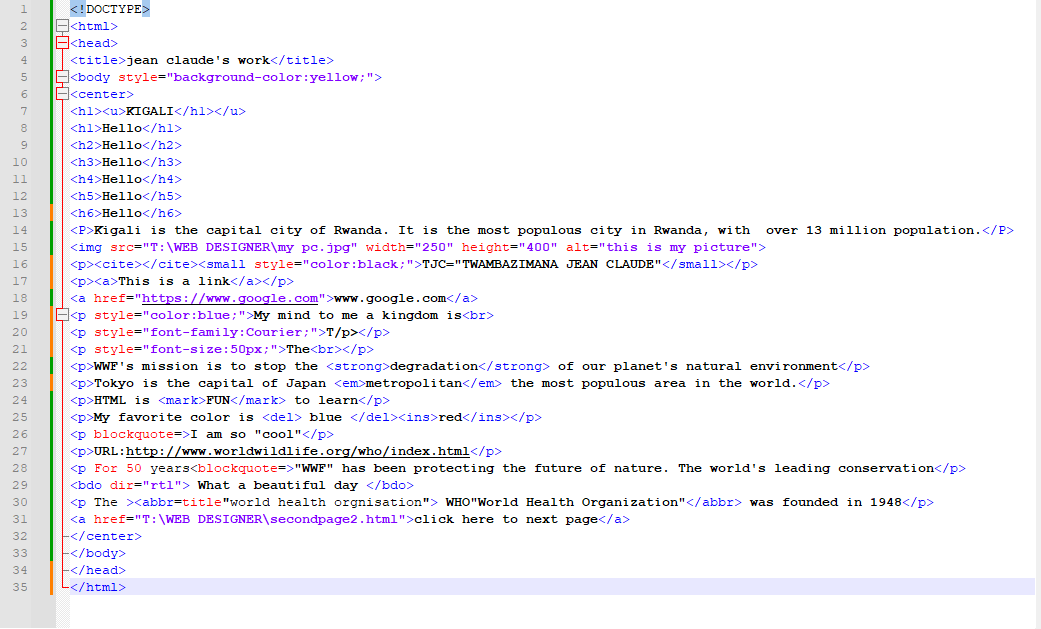 1 <!DOCTYPE>
2 <html>
3 <head>
4 <title>jean claude's work</title>
5 <body style="background-color:yellow;">
6 <center>
7 <h1><u>KIGALI</h1></u>
8 <h1>Hello</h1>
9 <h2>Hello</h2>
10 <h3>Hello</h3>
11 <h4>Hello</h4>
12 <h5>Hello</h5>
13 <h6>Hello</h6>
14 <P>Kigali is the capital city of Rwanda. It is the most populous city in Rwanda, with  over 13 million population.</P>
15 <img src="T:\WEB DESIGNER\my pc.jpg" width="250" height="400" alt="this is my picture">
16 <p><cite></cite><small style="color:black;">TJC="TWAMBAZIMANA JEAN CLAUDE"</small></p>
17 <p><a>This is a link</a></p>
18 <a href="https://www.google.com">www.google.com</a>
19 <p style="color:blue;">My mind to me a kingdom is<br>
20 <p style="font-family:Courier;">T/p></p>
21 <p style="font-size:50px;">The<br></p>
22 <p>WWF's mission is to stop the <strong>degradation</strong> of our planet's natural environment</p>
23 <p>Tokyo is the capital of Japan <em>metropolitan</em> the most populous area in the world.</p>
24 <p>HTML is <mark>FUN</mark> to learn</p>
25 <p>My favorite color is <del> blue </del><ins>red</ins></p>
26 <p blockquote=>I am so "cool"</p>
27 <p>URL:http://www.worldwildlife.org/who/index.html</p>
28 <p For 50 years<blockquote=>"WWF" has been protecting the future of nature. The world's leading conservation</p>
29 <bdo dir="rtl"> What a beautiful day </bdo>
30 <p The ><abbr=title"world health orgnisation"> WHO"World Health Organization"</abbr> was founded in 1948</p>
31 <a href="T:\WEB DESIGNER\secondpage2.html">click here to next page</a>
32 </center>
33 </body>
34 </head>
35 </html>